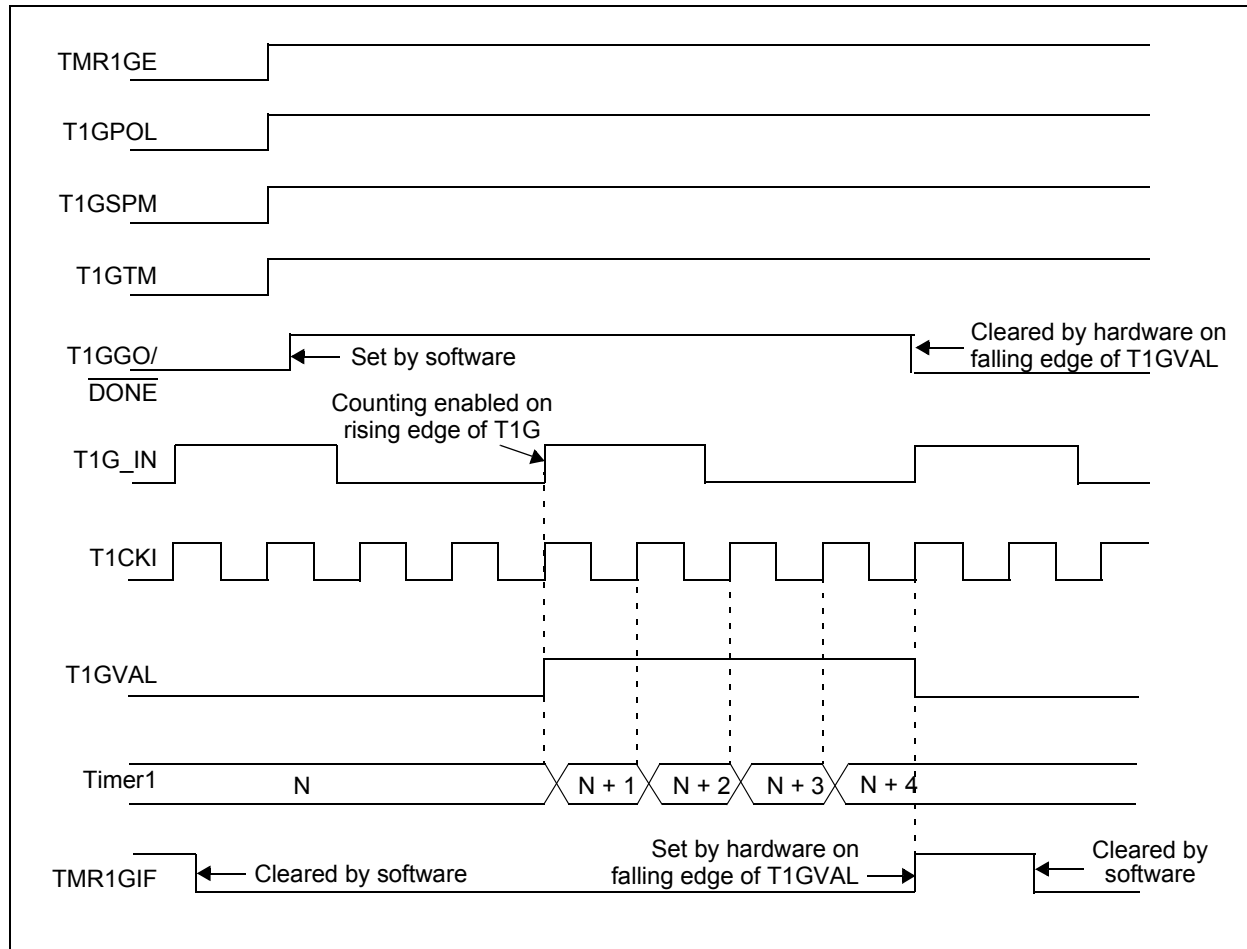 TMR1GE
T1GPOL
T1GSPM
T1GTM
T1GGO/
DONE
Set by software
Cleared by hardware on
falling edge of T1GVAL
Counting enabled on
rising edge of T1G
T1G_IN
T1CKI
T1GVAL
Timer1
N
N + 1
N + 2
N + 3
N + 4
TMR1GIF
Cleared by software
Set by hardware on
falling edge of T1GVAL
Cleared by
software